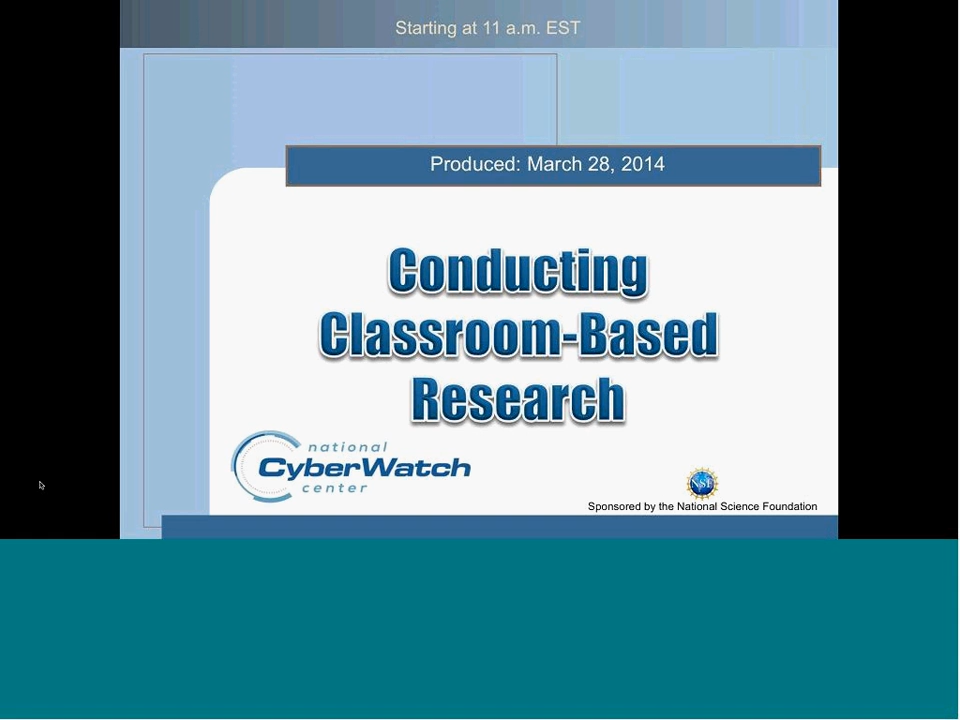 Starting at 11 a.m. EST
Produced: March 28, 2014
Conducting
Classroom-Based
Research
national
CyberWatch
center
NSF
Sponsored by the National Science Foundation